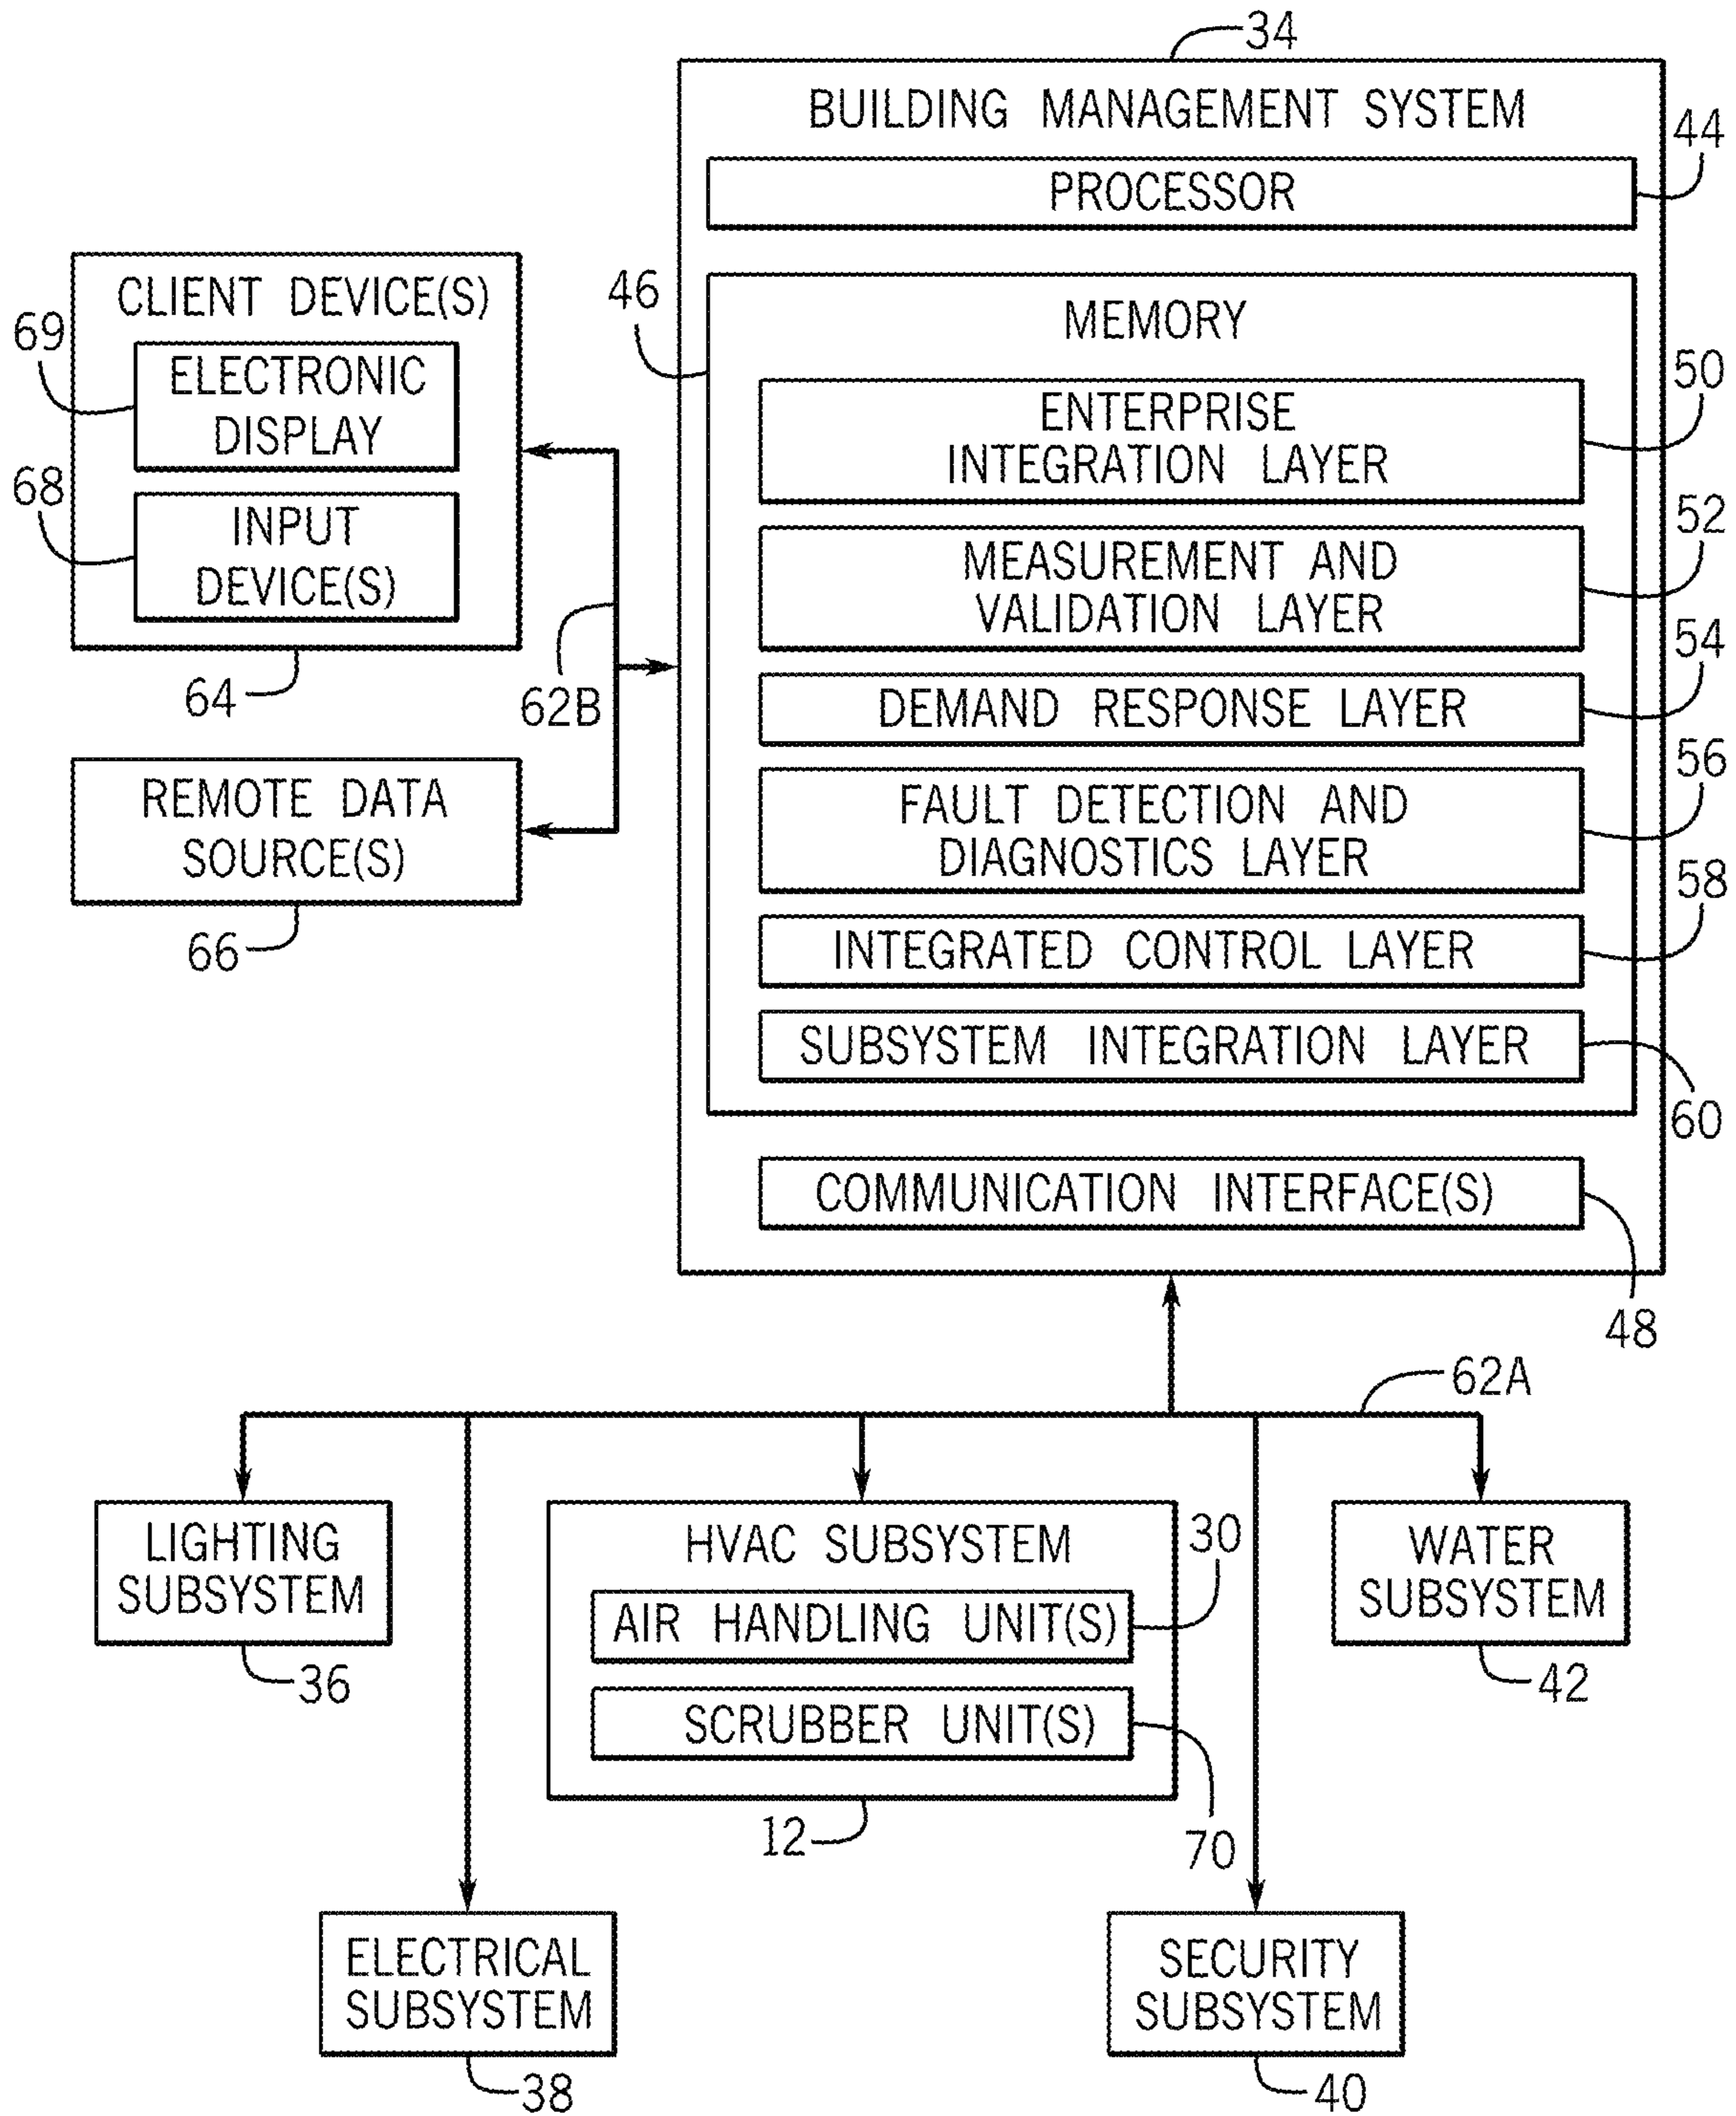 34
BUILDING MANAGEMENT SYSTEM
44
PROCESSOR
46
MEMORY
50
ENTERPRISE
INTEGRATION LAYER
52
MEASUREMENT AND
VALIDATION LAYER
54
DEMAND RESPONSE LAYER
56
FAULT DETECTION AND
DIAGNOSTICS LAYER
58
INTEGRATED CONTROL LAYER
SUBSYSTEM INTEGRATION LAYER
60
COMMUNICATION INTERFACE(S)
48
CLIENT DEVICE(S)
69
ELECTRONIC
DISPLAY
68
INPUT
DEVICE(S)
64
62B
REMOTE DATA
SOURCE(S)
66
62A
LIGHTING
SUBSYSTEM
36
HVAC SUBSYSTEM
30
AIR HANDLING UNIT(S)
SCRUBBER UNIT(S)
12
70
WATER
SUBSYSTEM
42
ELECTRICAL
SUBSYSTEM
38
SECURITY
SUBSYSTEM
40